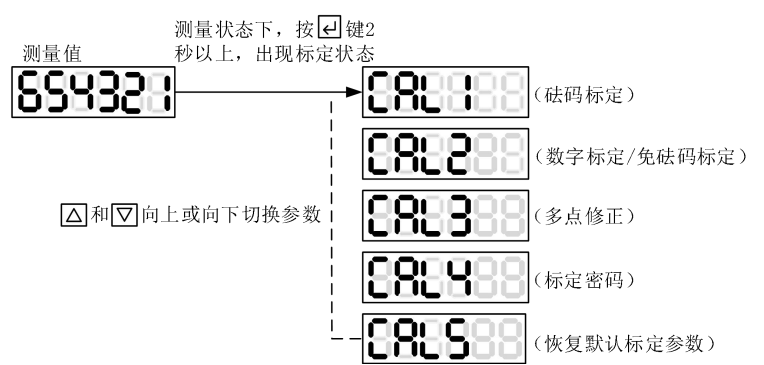 测量状态下，按键2
秒以上，出现标定状态
测量值
654321
CAL1
（砝码标定）
CAL2
（数字标定/免砝码标定）
和向上或向下切换参数
CAL3
（多点修正）
CAL4
（标定密码）
CAL5
（恢复默认标定参数）